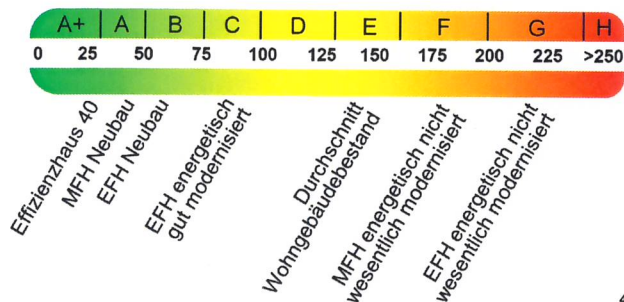 A+ A B C D E F G H
0 25 50 75 100 125 150 175 200 225 >250
Effizienzhaus 40
MFH Neubau
EFH Neubau
EFH energetisch
gut modernisiert
Durchschnitt
Wohngebäudebestand
MFH energetisch nicht
wesentlich modernisiert
EFH energetisch nicht
wesentlich modernisiert